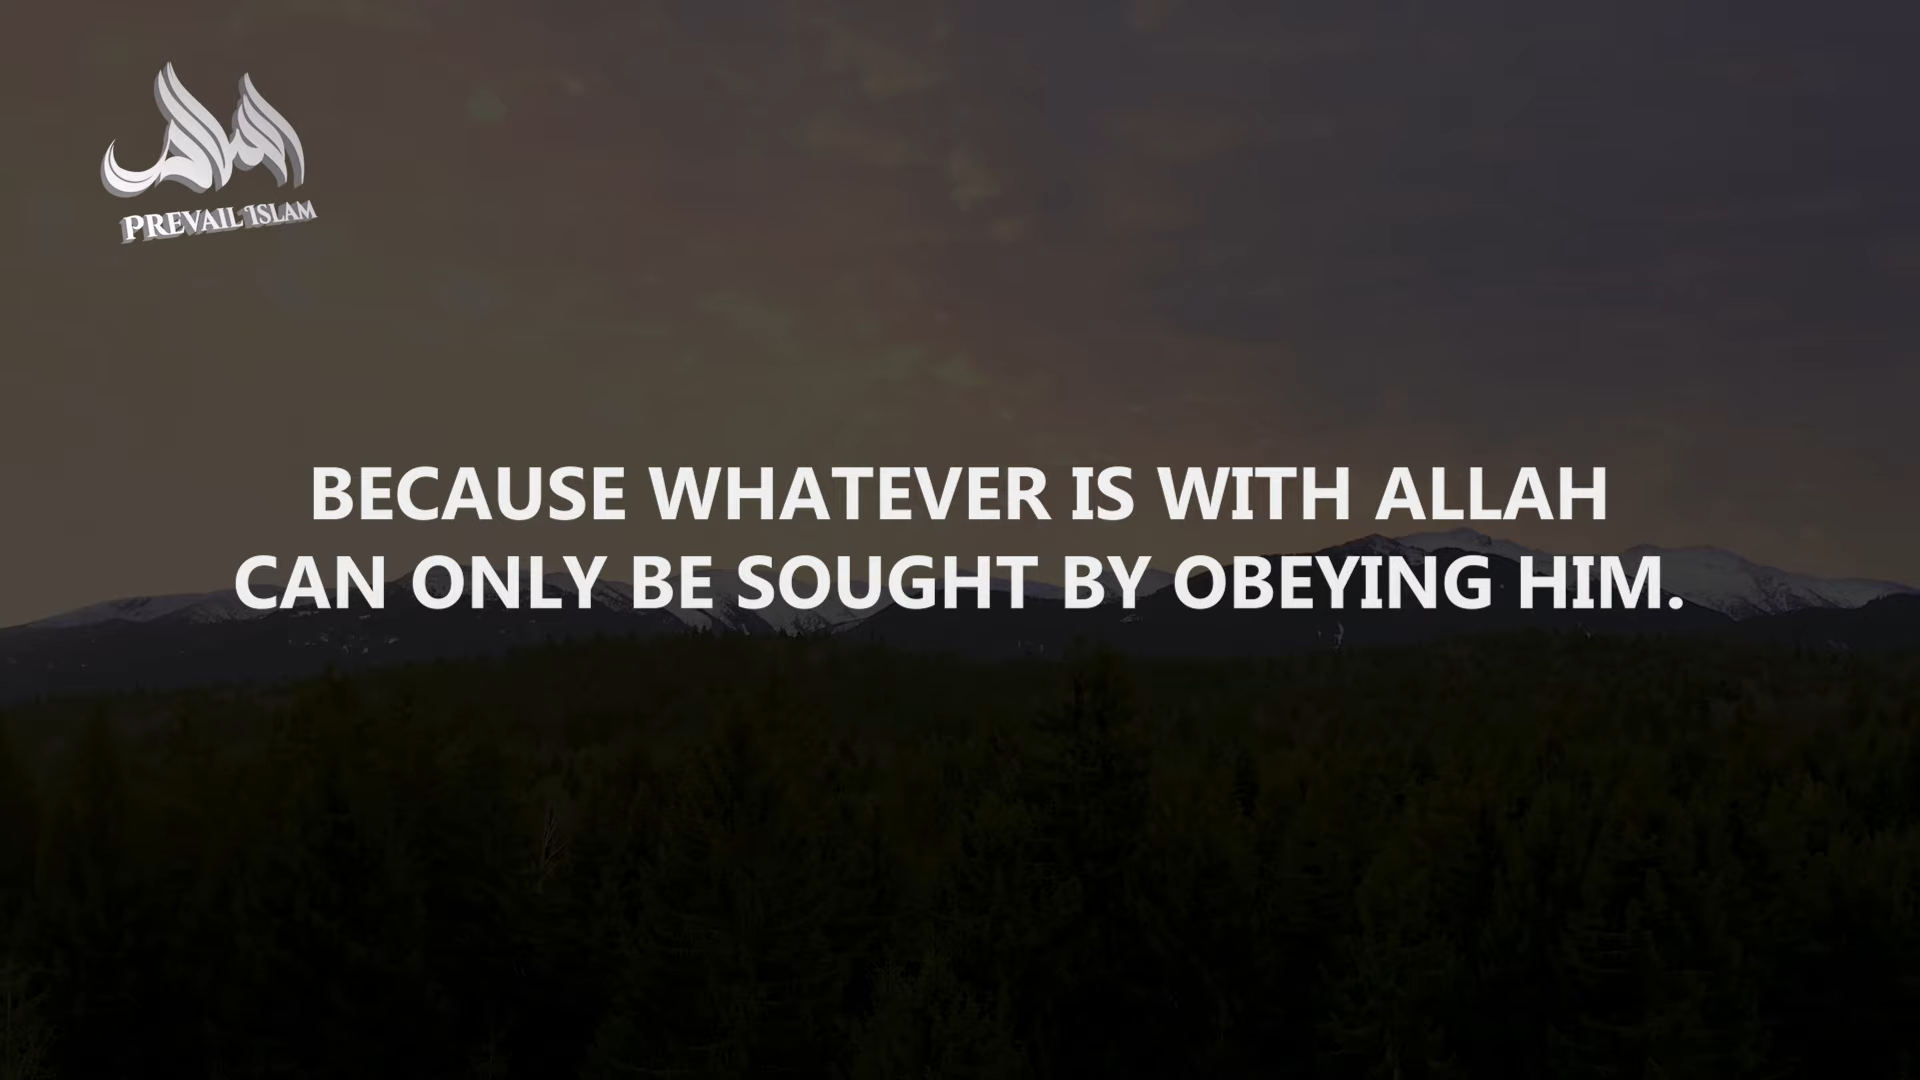 PREVAIL ISLAM
BECAUSE WHATEVER IS WITH ALLAH
CAN ONLY BE SOUGHT BY OBEYING HIM.